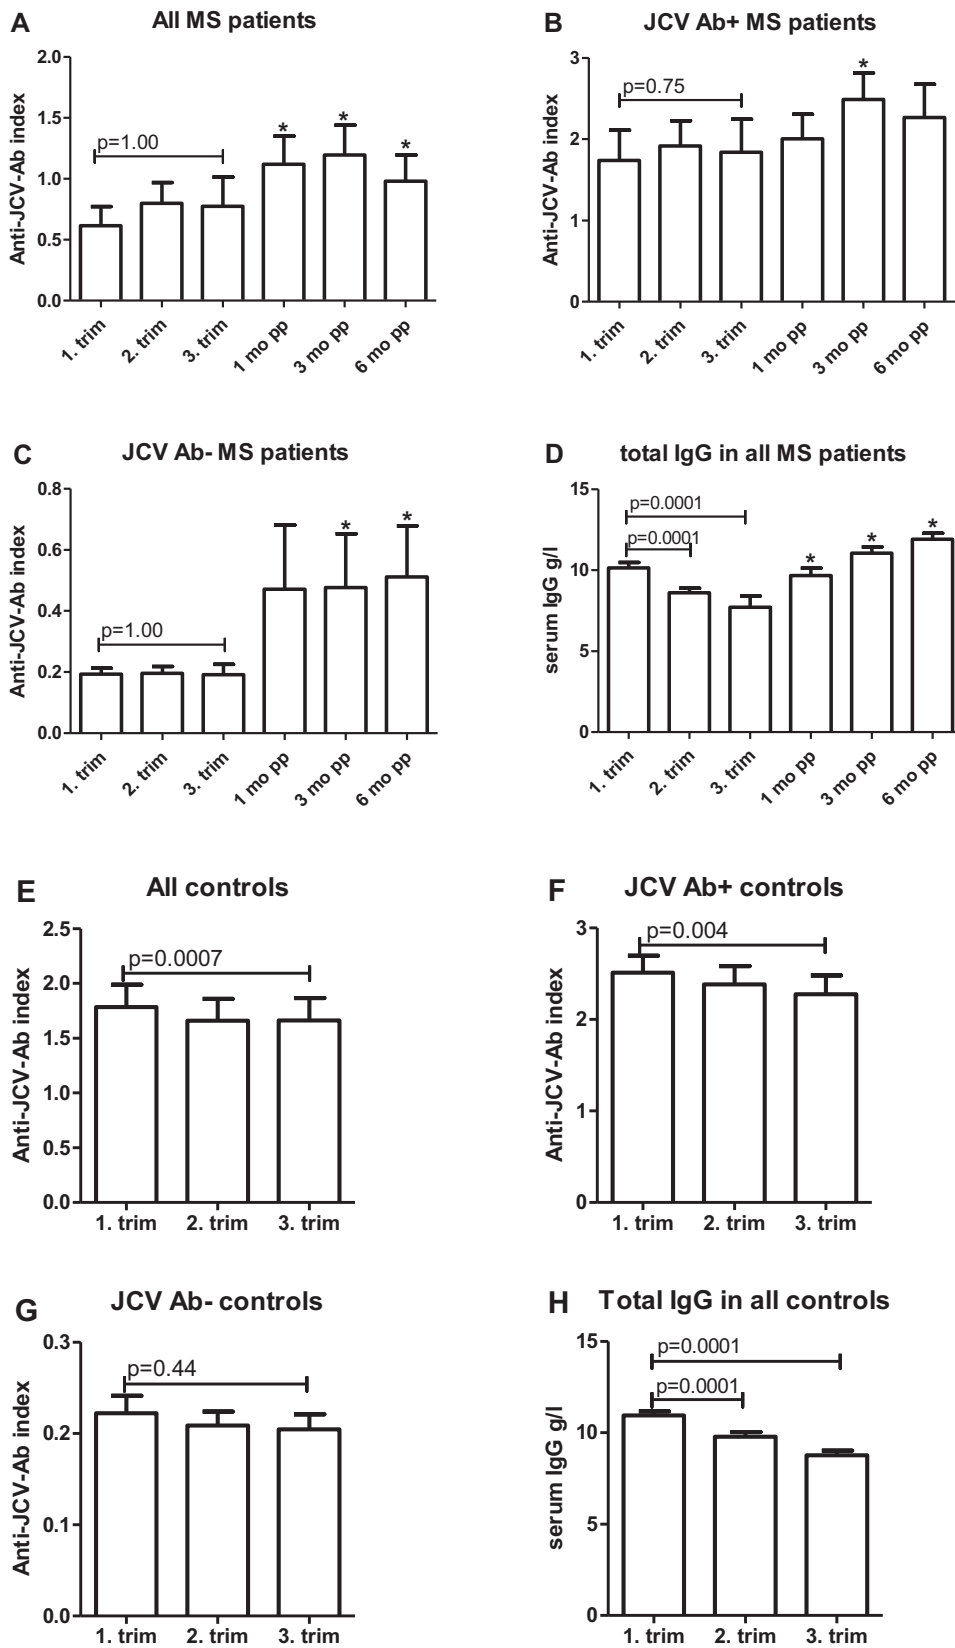 A
All MS patients
Anti-JCV-Ab index
2.0
1.5
1.0
0.5
0.0
p=1.00
*
*
*
1. trim
2. trim
3. trim
1 mo pp
3 mo pp
6 mo pp
B
JCV Ab+ MS patients
Anti-JCV-Ab index
3
2
1
0
p=0.75
*
1. trim
2. trim
3. trim
1 mo pp
3 mo pp
6 mo pp
C
JCV Ab- MS patients
Anti-JCV-Ab index
0.8
0.6
0.4
0.2
0.0
p=1.00
*
*
1. trim
2. trim
3. trim
1 mo pp
3 mo pp
6 mo pp
D
total IgG in all MS patients
serum IgG g/l
15
10
5
0
p=0.0001
p=0.0001
*
*
*
1. trim
2. trim
3. trim
1 mo pp
3 mo pp
6 mo pp
E
All controls
Anti-JCV-Ab index
2.5
2.0
1.5
1.0
0.5
0.0
p=0.0007
1. trim
2. trim
3. trim
F
JCV Ab+ controls
Anti-JCV-Ab index
3
2
1
0
p=0.004
1. trim
2. trim
3. trim
G
JCV Ab- controls
Anti-JCV-Ab index
0.3
0.2
0.1
0.0
p=0.44
1. trim
2. trim
3. trim
H
Total IgG in all controls
serum IgG g/l
15
10
5
0
p=0.0001
p=0.0001
1. trim
2. trim
3. trim